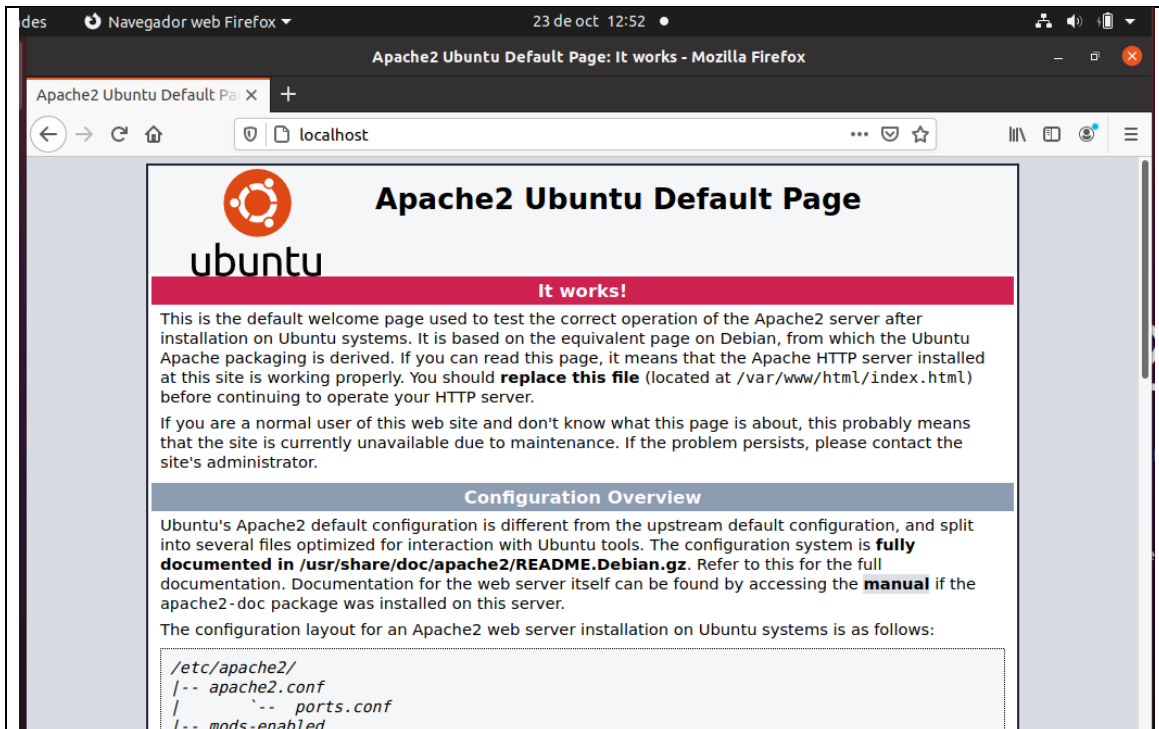 des Navegador web Firefox 23 de oct 12:52
Apache2 Ubuntu Default Page: It works - Mozilla Firefox
Apache2 Ubuntu Default Pa
localhost
ubuntu
Apache2 Ubuntu Default Page
It works!
This is the default welcome page used to test the correct operation of the Apache2 server after
installation on Ubuntu systems. It is based on the equivalent page on Debian, from which the Ubuntu
Apache packaging is derived. If you can read this page, it means that the Apache HTTP server installed
at this site is working properly. You should replace this file (located at /var/www/html/index.html)
before continuing to operate your HTTP server.
If you are a normal user of this web site and don't know what this page is about, this probably means
that the site is currently unavailable due to maintenance. If the problem persists, please contact the
site's administrator.
Configuration Overview
Ubuntu's Apache2 default configuration is different from the upstream default configuration, and split
into several files optimized for interaction with Ubuntu tools. The configuration system is fully
documented in /usr/share/doc/apache2/README.Debian.gz. Refer to this for the full
documentation. Documentation for the web server itself can be found by accessing the manual if the
apache2-doc package was installed on this server.
The configuration layout for an Apache2 web server installation on Ubuntu systems is as follows:
/etc/apache2/
|-- apache2.conf
| `-- ports.conf
|-- mods-enabled